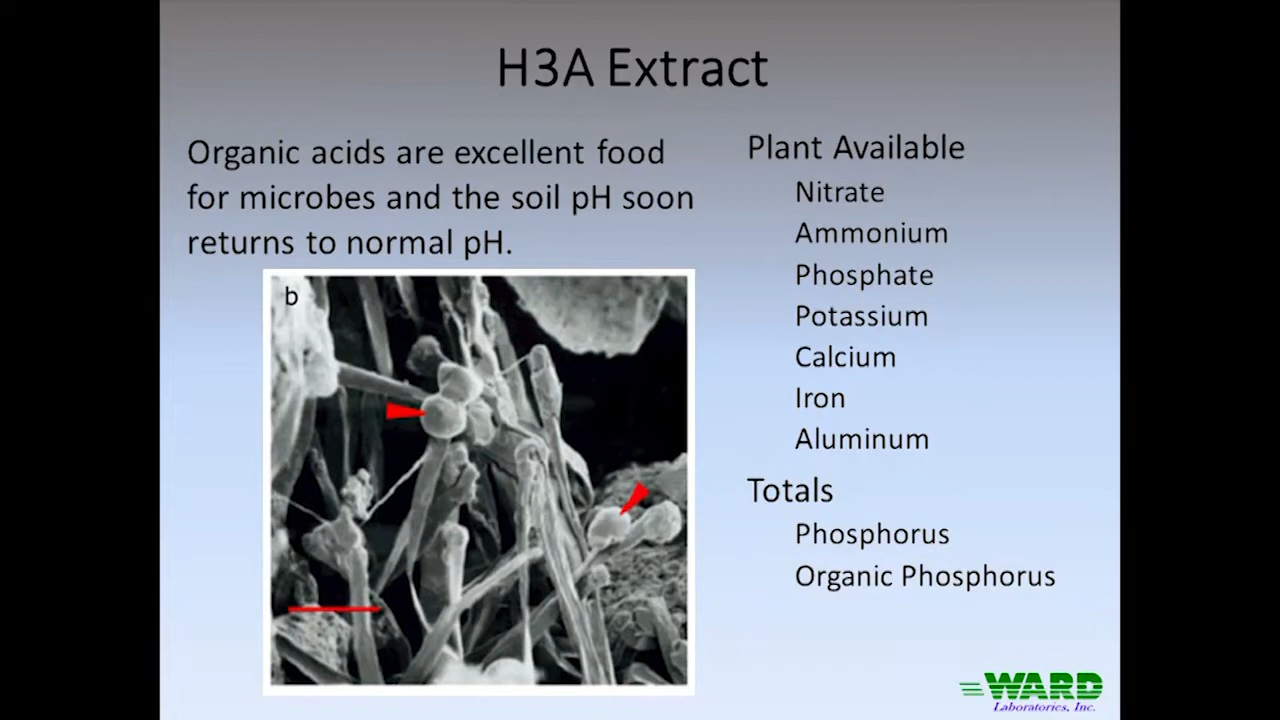 H3A Extract
Organic acids are excellent food
for microbes and the soil pH soon
returns to normal pH.
b
Plant Available
Nitrate
Ammonium
Phosphate
Potassium
Calcium
Iron
Aluminum
Totals
Phosphorus
Organic Phosphorus
WARD
Laboratories, Inc.